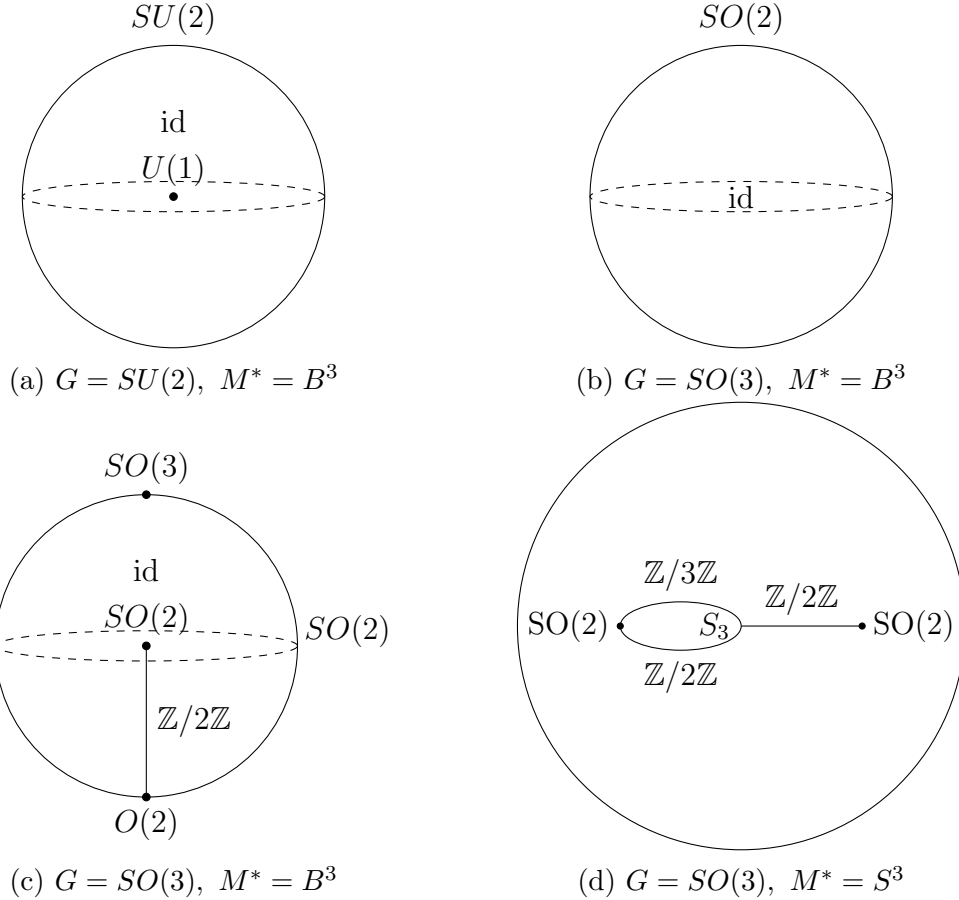 SU(2)
id
U(1)
(a) G = SU(2), M* = B³
SO(2)
id
(b) G = SO(3), M* = B³
SO(3)
id
SO(2)
SO(2)
ℤ/2ℤ
O(2)
(c) G = SO(3), M* = B³
ℤ/3ℤ
ℤ/2ℤ
SO(2)
S₃
SO(2)
ℤ/2ℤ
(d) G = SO(3), M* = S³